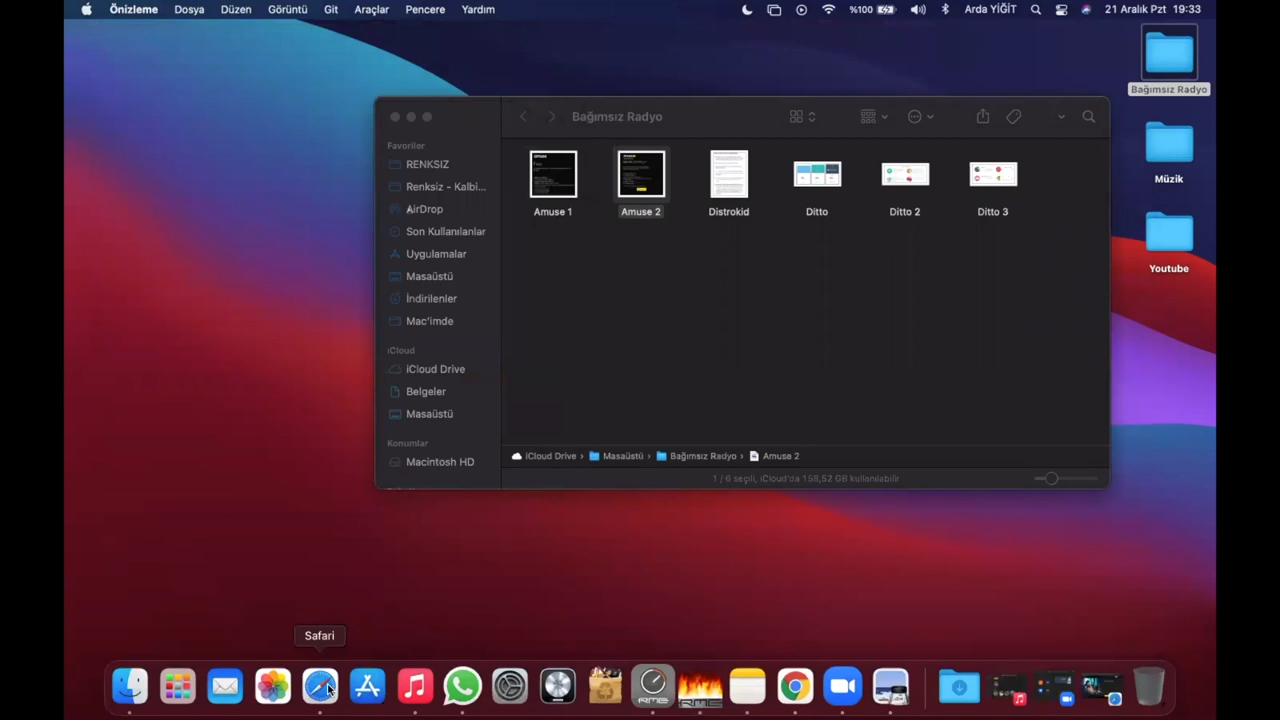 Önizleme Dosya Düzen Görüntü Git Araçlar Pencere Yardım %100 Arda YİĞİT 21 Aralık Pzt 19:33
Bağımsız Radyo
Müzik
Youtube
Bağımsız Radyo
Favoriler
RENKSIZ
Renksiz - Kalbi...
AirDrop
Son Kullanılanlar
Uygulamalar
Masaüstü
İndirilenler
Mac'imde
iCloud
iCloud Drive
Belgeler
Masaüstü
Konumlar
Macintosh HD
Amuse 1
Amuse 2
Distrokid
Ditto
Ditto 2
Ditto 3
iCloud Drive › Masaüstü › Bağımsız Radyo › Amuse 2
1 / 6 seçili, iCloud'da 158,52 GB kullanılabilir
Safari
RME
RME